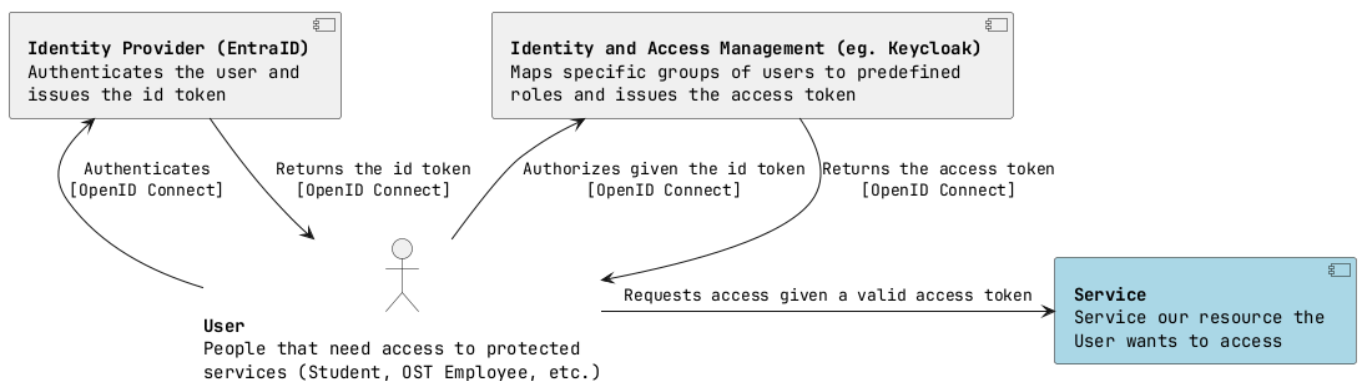 Identity Provider (EntraID)
Authenticates the user and
issues the id token
Identity and Access Management (eg. Keycloak)
Maps specific groups of users to predefined
roles and issues the access token
Authenticates
[OpenID Connect]
Returns the id token
[OpenID Connect]
Authorizes given the id token
[OpenID Connect]
Returns the access token
[OpenID Connect]
Requests access given a valid access token
User
People that need access to protected
services (Student, OST Employee, etc.)
Service
Service our resource the
User wants to access